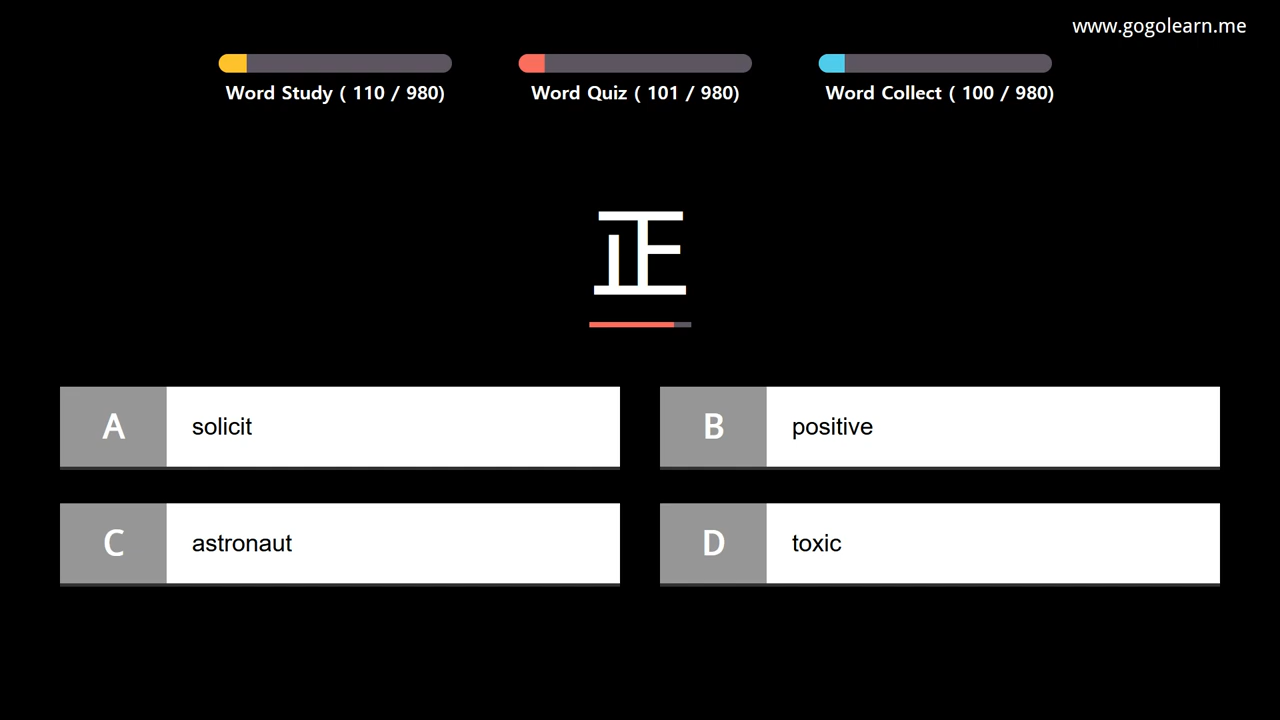 www.gogolearn.me
Word Study ( 110 / 980)
Word Quiz ( 101 / 980)
Word Collect ( 100 / 980)
正
A solicit
B positive
C astronaut
D toxic